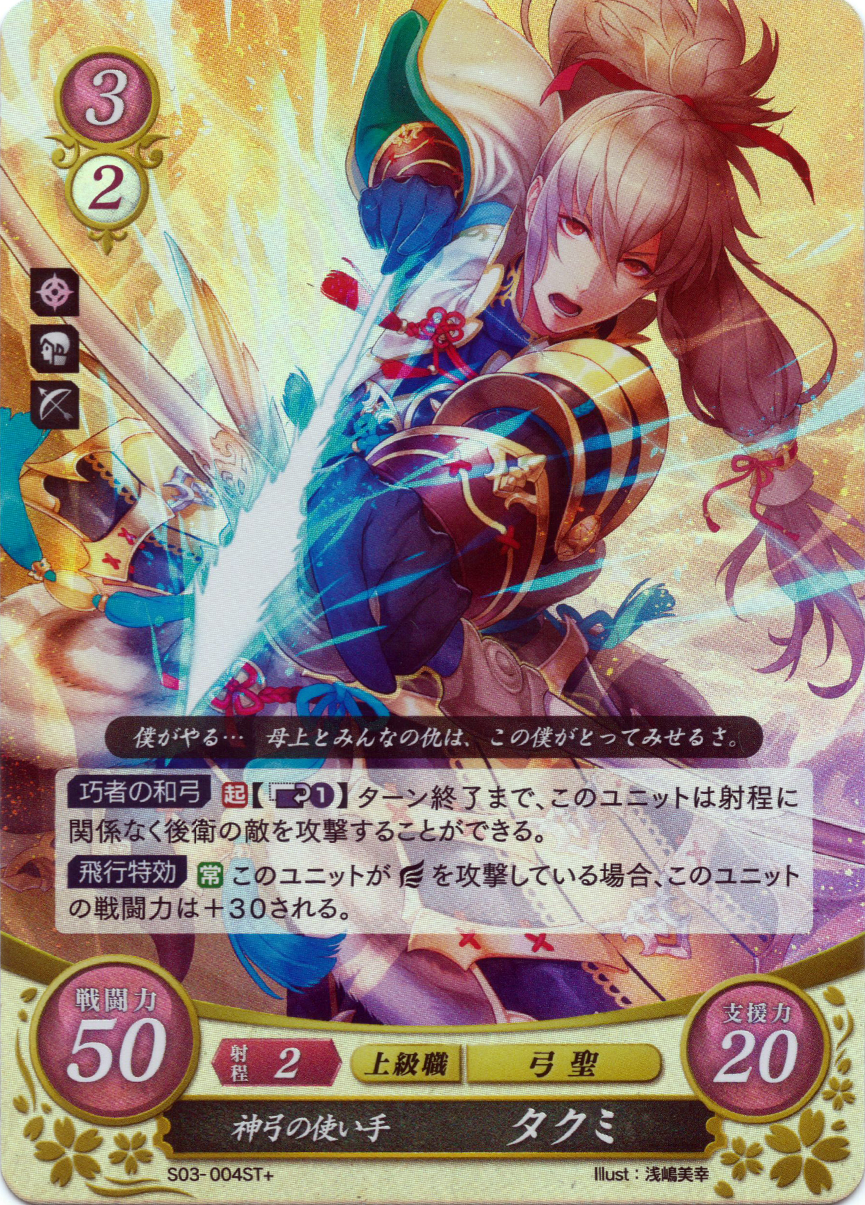 3
2
僕がやる… 母上とみんなの仇は、この僕がとってみせるさ。
巧者の和弓 起【1】ターン終了まで、このユニットは射程に
関係なく後衛の敵を攻撃することができる。
飛行特効 常 このユニットが を攻撃している場合、このユニット
の戦闘力は＋30される。
戦闘力
50
射程 2 上級職 弓聖
支援力
20
神弓の使い手 タクミ
S03-004ST+ Illust：浅嶋美幸